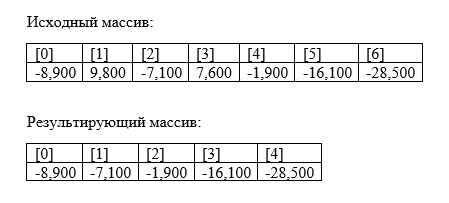 Исходный массив:
[0] [1] [2] [3] [4] [5] [6]
-8,900 9,800 -7,100 7,600 -1,900 -16,100 -28,500
Результирующий массив:
[0] [1] [2] [3] [4]
-8,900 -7,100 -1,900 -16,100 -28,500